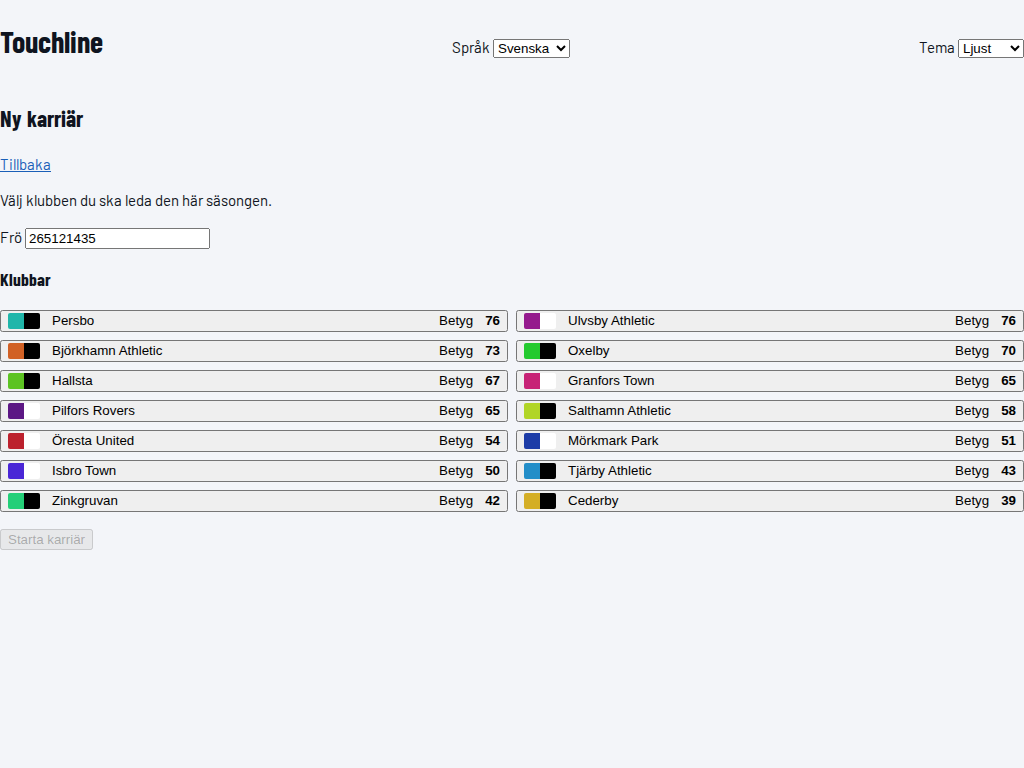 Touchline
Språk Svenska
Tema Ljust
Ny karriär
Tillbaka
Välj klubben du ska leda den här säsongen.
Frö 265121435
Klubbar
Persbo Betyg 76
Ulvsby Athletic Betyg 76
Björkhamn Athletic Betyg 73
Oxelby Betyg 70
Hallsta Betyg 67
Granfors Town Betyg 65
Pilfors Rovers Betyg 65
Salthamn Athletic Betyg 58
Öresta United Betyg 54
Mörkmark Park Betyg 51
Isbro Town Betyg 50
Tjärby Athletic Betyg 43
Zinkgruvan Betyg 42
Cederby Betyg 39
Starta karriär